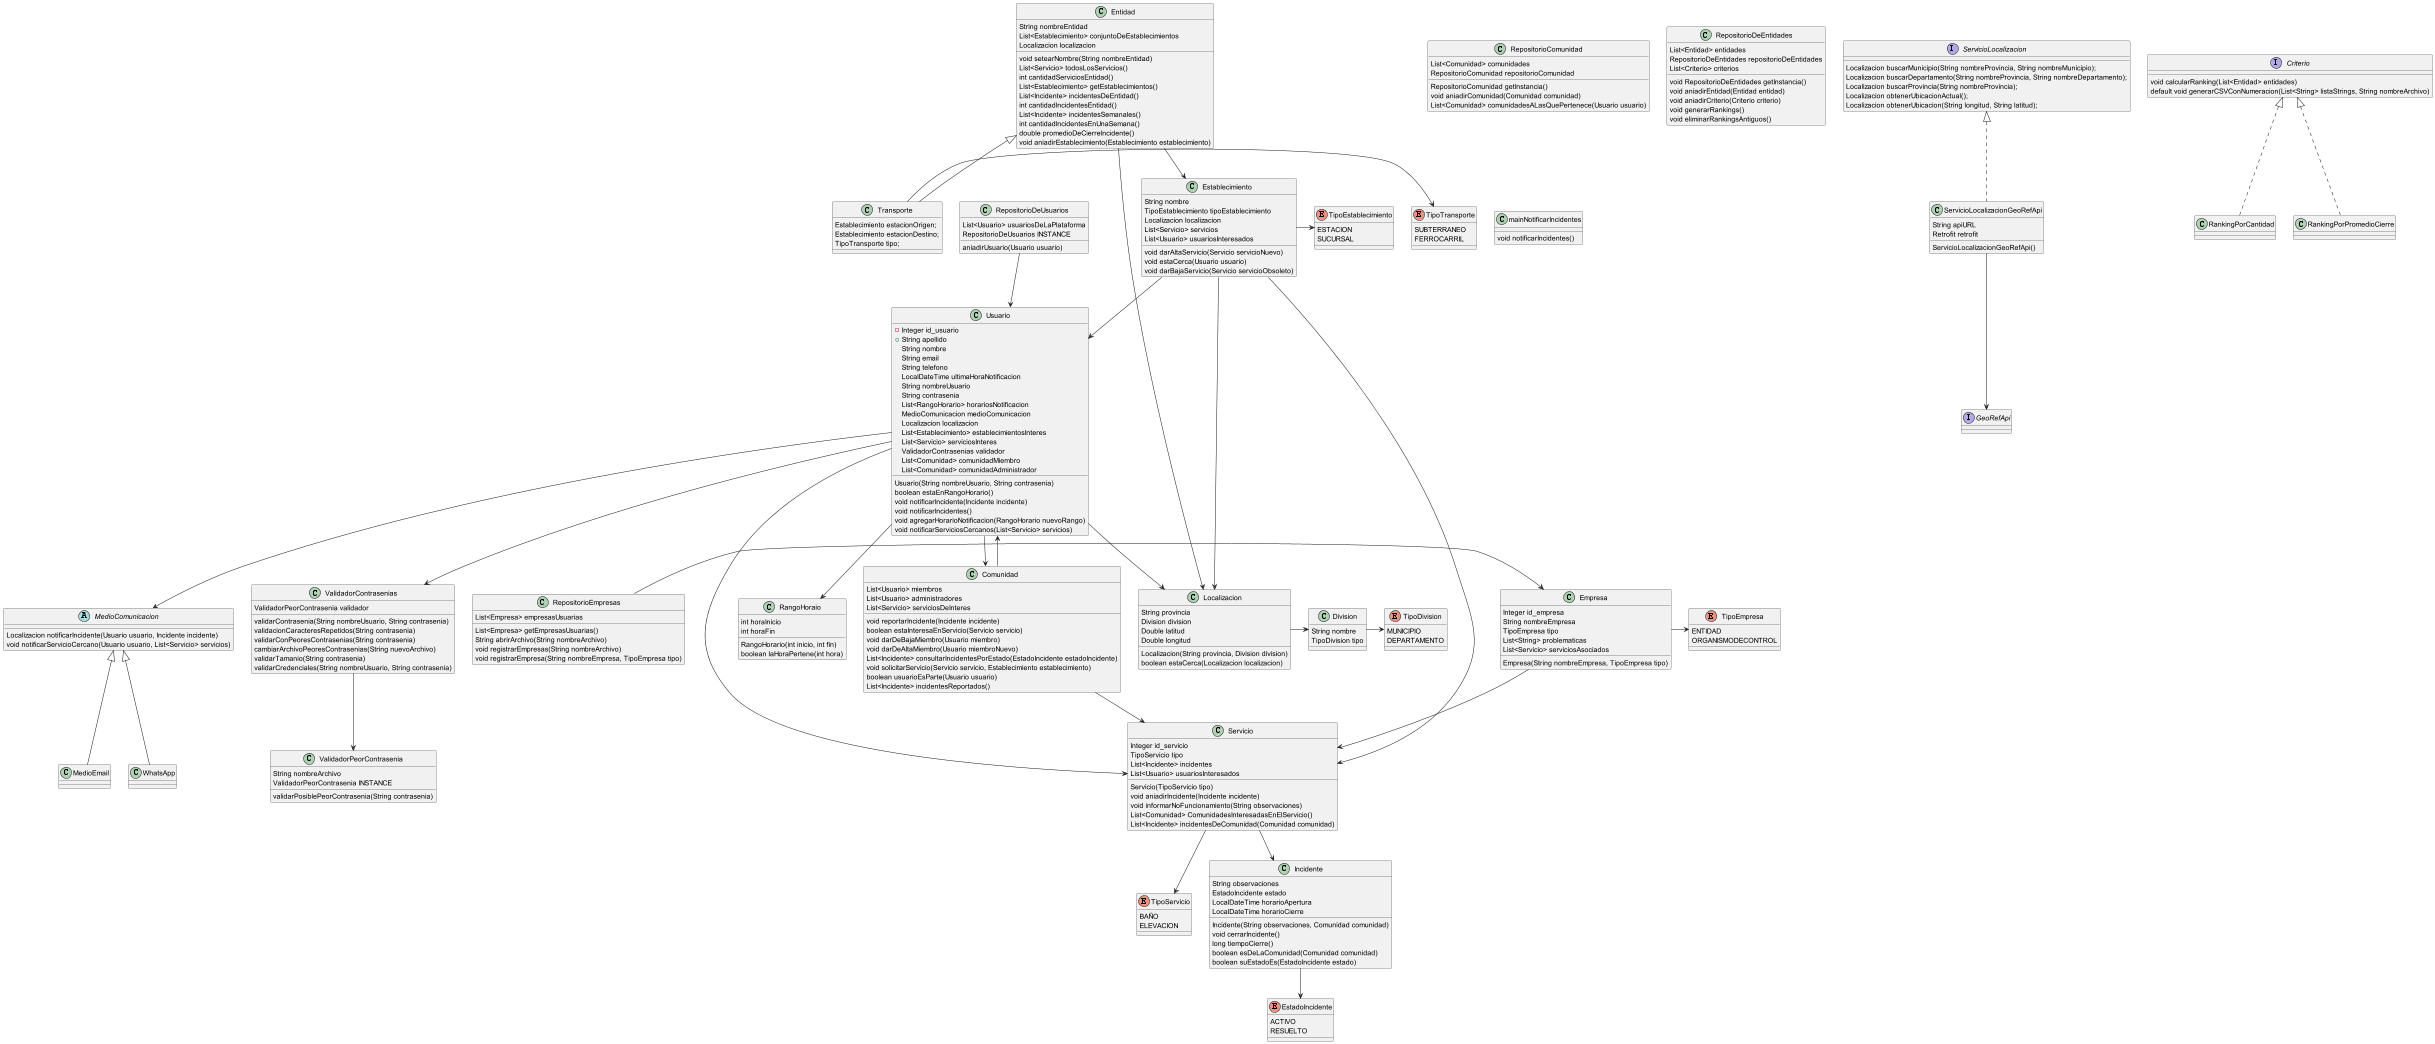 Entidad
String nombreEntidad
List<Establecimiento> conjuntoDeEstablecimientos
Localizacion localizacion
void setearNombre(String nombreEntidad)
List<Servicio> todosLosServicios()
int cantidadServiciosEntidad()
List<Establecimiento> getEstablecimientos()
List<Incidente> incidentesDeEntidad()
int cantidadIncidentesEntidad()
List<Incidente> incidentesSemanales()
int cantidadIncidentesEnUnaSemana()
double promedioDeCierreIncidente()
void aniadirEstablecimiento(Establecimiento establecimiento)
RepositorioComunidad
List<Comunidad> comunidades
RepositorioComunidad repositorioComunidad
RepositorioComunidad getInstancia()
void aniadirComunidad(Comunidad comunidad)
List<Comunidad> comunidadesALasQuePertenece(Usuario usuario)
RepositorioDeEntidades
List<Entidad> entidades
RepositorioDeEntidades repositorioDeEntidades
List<Criterio> criterios
void RepositorioDeEntidades getInstancia()
void aniadirEntidad(Entidad entidad)
void aniadirCriterio(Criterio criterio)
void generarRankings()
void eliminarRankingsAntiguos()
ServicioLocalizacion
Localizacion buscarMunicipio(String nombreProvincia, String nombreMunicipio);
Localizacion buscarDepartamento(String nombreProvincia, String nombreDepartamento);
Localizacion buscarProvincia(String nombreProvincia);
Localizacion obtenerUbicacionActual();
Localizacion obtenerUbicacion(String longitud, String latitud);
Criterio
void calcularRanking(List<Entidad> entidades)
default void generarCSVConNumeracion(List<String> listaStrings, String nombreArchivo)
Transporte
Establecimiento estacionOrigen;
Establecimiento estacionDestino;
TipoTransporte tipo;
RepositorioDeUsuarios
List<Usuario> usuariosDeLaPlataforma
RepositorioDeUsuarios INSTANCE
aniadirUsuario(Usuario usuario)
Establecimiento
String nombre
TipoEstablecimiento tipoEstablecimiento
Localizacion localizacion
List<Servicio> servicios
List<Usuario> usuariosInteresados
void darAltaServicio(Servicio servicioNuevo)
void estaCerca(Usuario usuario)
void darBajaServicio(Servicio servicioObsoleto)
TipoEstablecimiento
ESTACION
SUCURSAL
TipoTransporte
SUBTERRANEO
FERROCARRIL
mainNotificarIncidentes
void notificarIncidentes()
ServicioLocalizacionGeoRefApi
String apiURL
Retrofit retrofit
ServicioLocalizacionGeoRefApi()
RankingPorCantidad
RankingPorPromedioCierre
Usuario
Integer id_usuario
String apellido
String nombre
String email
String telefono
LocalDateTime ultimaHoraNotificacion
String nombreUsuario
String contrasenia
List<RangoHorario> horariosNotificacion
MedioComunicacion medioComunicacion
Localizacion localizacion
List<Establecimiento> establecimientosInteres
List<Servicio> serviciosInteres
ValidadorContrasenias validador
List<Comunidad> comunidadMiembro
List<Comunidad> comunidadAdministrador
Usuario(String nombreUsuario, String contrasenia)
boolean estaEnRangoHorario()
void notificarIncidente(Incidente incidente)
void notificarIncidentes()
void agregarHorarioNotificacion(RangoHorario nuevoRango)
void notificarServiciosCercanos(List<Servicio> servicios)
GeoRefApi
MedioComunicacion
Localizacion notificarIncidente(Usuario usuario, Incidente incidente)
void notificarServicioCercano(Usuario usuario, List<Servicio> servicios)
ValidadorContrasenias
ValidadorPeorContrasenia validador
validarContrasenia(String nombreUsuario, String contrasenia)
validacionCaracteresRepetidos(String contrasenia)
validarConPeoresContrasenias(String contrasenia)
cambiarArchivoPeoresContrasenias(String nuevoArchivo)
validarTamanio(String contrasenia)
validarCredenciales(String nombreUsuario, String contrasenia)
RepositorioEmpresas
List<Empresa> empresasUsuarias
List<Empresa> getEmpresasUsuarias()
String abrirArchivo(String nombreArchivo)
void registrarEmpresas(String nombreArchivo)
void registrarEmpresa(String nombreEmpresa, TipoEmpresa tipo)
RangoHoraio
int horaInicio
int horaFin
RangoHorario(int inicio, int fin)
boolean laHoraPertene(int hora)
Comunidad
List<Usuario> miembros
List<Usuario> administradores
List<Servicio> serviciosDeInteres
void reportarIncidente(Incidente incidente)
boolean estaInteresaEnServicio(Servicio servicio)
void darDeBajaMiembro(Usuario miembro)
void darDeAltaMiembro(Usuario miembroNuevo)
List<Incidente> consultarIncidentesPorEstado(EstadoIncidente estadoIncidente)
void solicitarServicio(Servicio servicio, Establecimiento establecimiento)
boolean usuarioEsParte(Usuario usuario)
List<Incidente> incidentesReportados()
Localizacion
String provincia
Division division
Double latitud
Double longitud
Localizacion(String provincia, Division division)
boolean estaCerca(Localizacion localizacion)
Division
String nombre
TipoDivision tipo
TipoDivision
MUNICIPIO
DEPARTAMENTO
Empresa
Integer id_empresa
String nombreEmpresa
TipoEmpresa tipo
List<String> problematicas
List<Servicio> serviciosAsociados
Empresa(String nombreEmpresa, TipoEmpresa tipo)
TipoEmpresa
ENTIDAD
ORGANISMODECONTROL
MedioEmail
WhatsApp
ValidadorPeorContrasenia
String nombreArchivo
ValidadorPeorContrasenia INSTANCE
validarPosiblePeorContrasenia(String contrasenia)
Servicio
Integer id_servicio
TipoServicio tipo
List<Incidente> incidentes
List<Usuario> usuariosInteresados
Servicio(TipoServicio tipo)
void aniadirIncidente(Incidente incidente)
void informarNoFuncionamiento(String observaciones)
List<Comunidad> ComunidadesInteresadasEnElServicio()
List<Incidente> incidentesDeComunidad(Comunidad comunidad)
TipoServicio
BAÑO
ELEVACION
Incidente
String observaciones
EstadoIncidente estado
LocalDateTime horarioApertura
LocalDateTime horarioCierre
Incidente(String observaciones, Comunidad comunidad)
void cerrarIncidente()
long tiempoCierre()
boolean esDeLaComunidad(Comunidad comunidad)
boolean suEstadoEs(EstadoIncidente estado)
EstadoIncidente
ACTIVO
RESUELTO